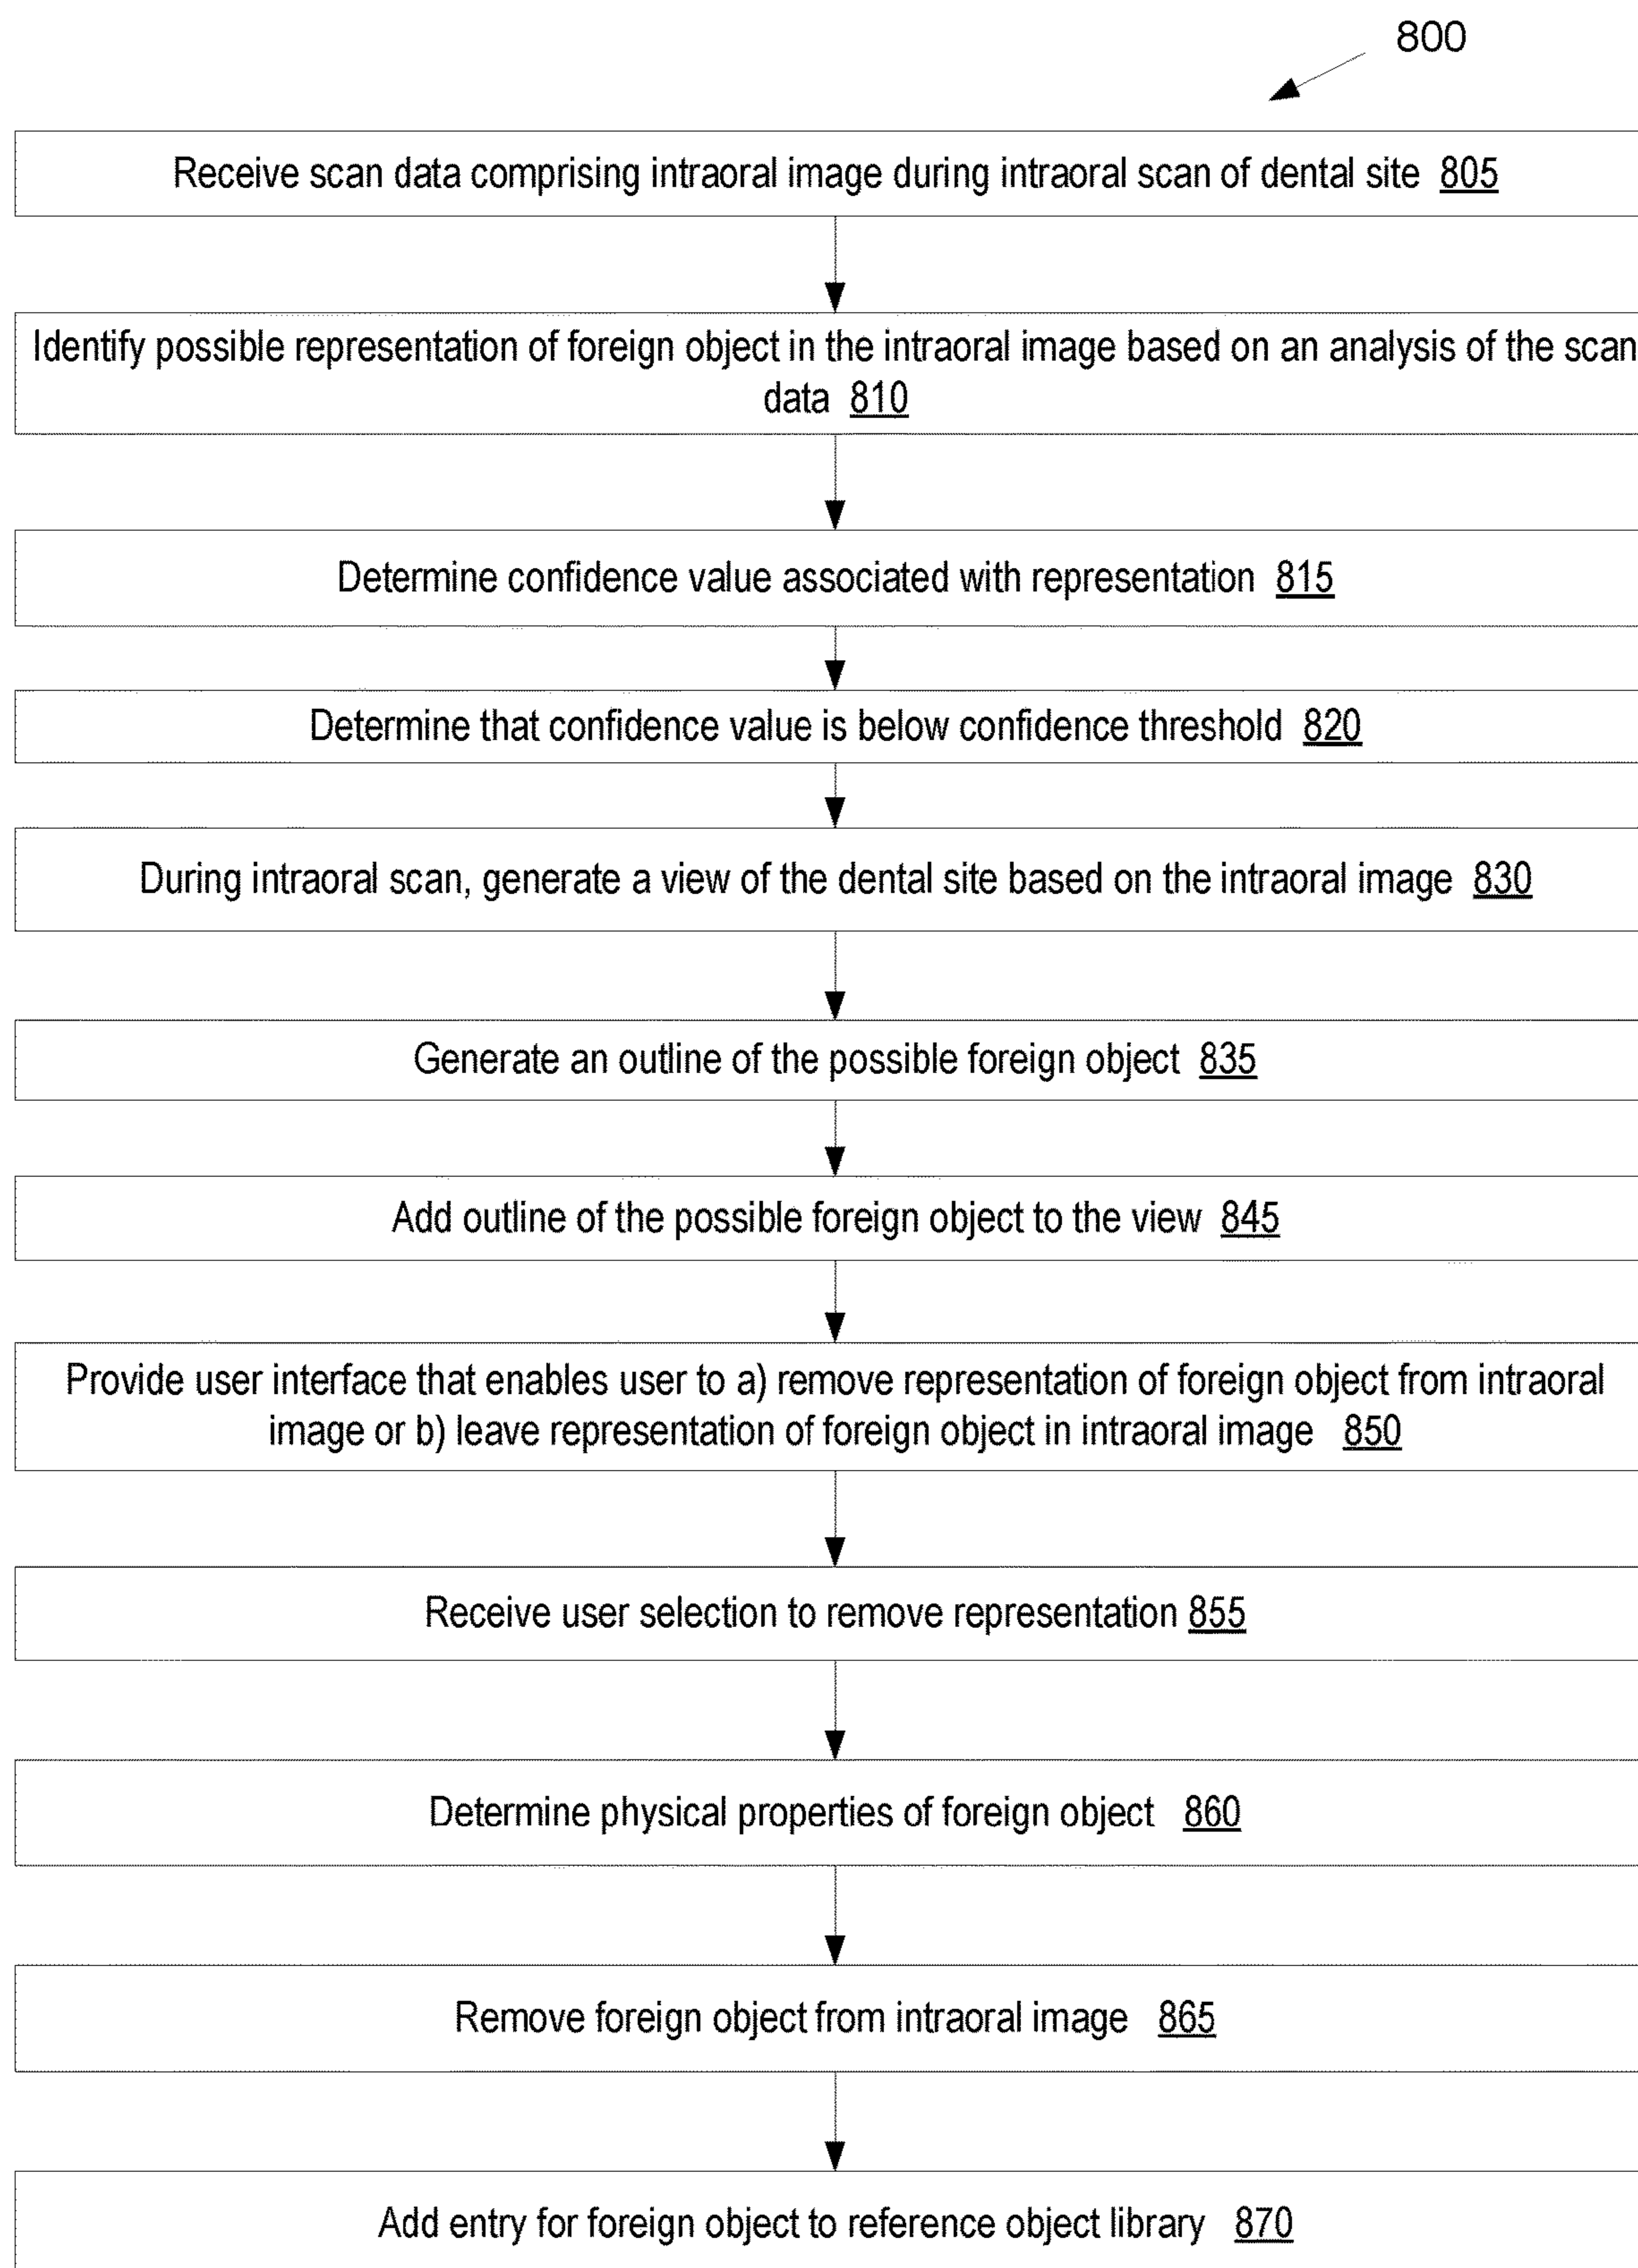 800
Receive scan data comprising intraoral image during intraoral scan of dental site 805
Identify possible representation of foreign object in the intraoral image based on an analysis of the scan
data 810
Determine confidence value associated with representation 815
Determine that confidence value is below confidence threshold 820
During intraoral scan, generate a view of the dental site based on the intraoral image 830
Generate an outline of the possible foreign object 835
Add outline of the possible foreign object to the view 845
Provide user interface that enables user to a) remove representation of foreign object from intraoral
image or b) leave representation of foreign object in intraoral image 850
Receive user selection to remove representation 855
Determine physical properties of foreign object 860
Remove foreign object from intraoral image 865
Add entry for foreign object to reference object library 870